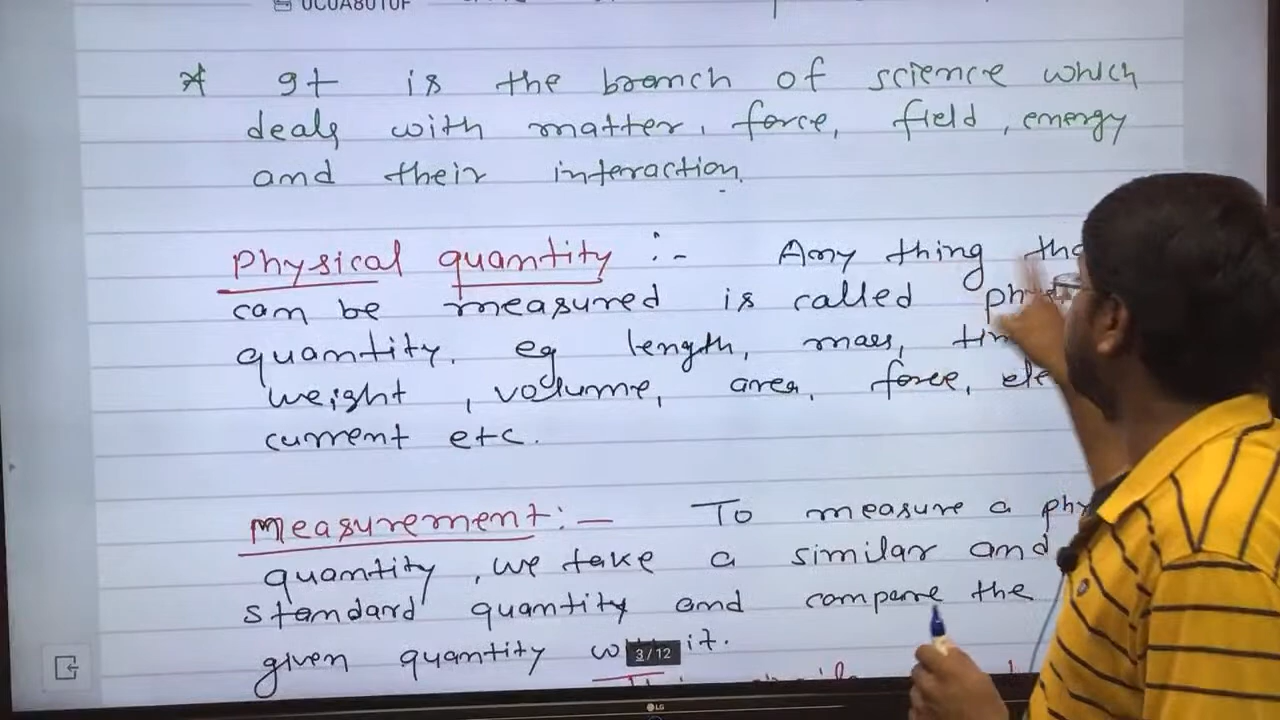 It is the branch of science which
deals with matter, force, field, energy
and their interaction.
Physical quantity :- Any thing
can be measured is called
quantity. eg length, mass,
weight, volume, area, force,
current etc.
Measurement :- To measure a
quantity, we take a similar and
standard quantity and compare the
given quantity it.
3/12
LG